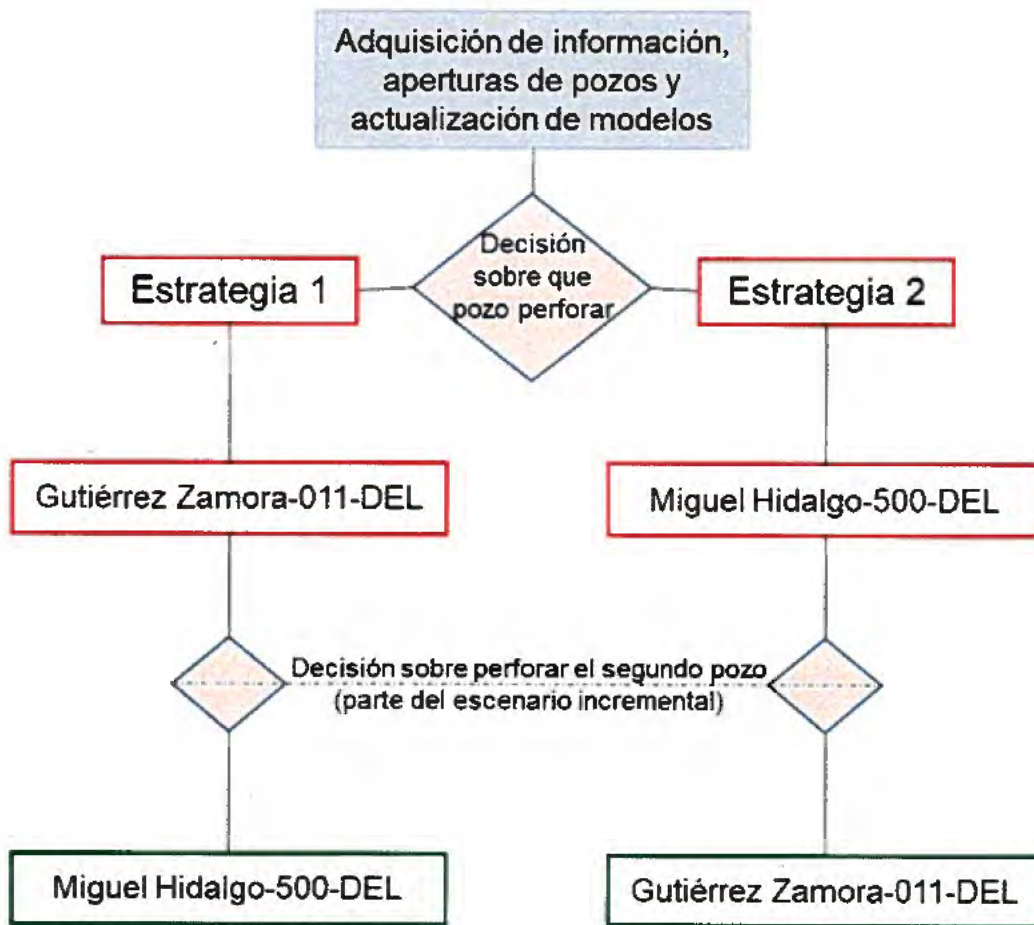 Adquisición de información,
aperturas de pozos y
actualización de modelos
Decisión
sobre que
pozo perforar
Estrategia 1
Estrategia 2
Gutiérrez Zamora-011-DEL
Miguel Hidalgo-500-DEL
Decisión sobre perforar el segundo pozo
(parte del escenario incremental)
Miguel Hidalgo-500-DEL
Gutiérrez Zamora-011-DEL